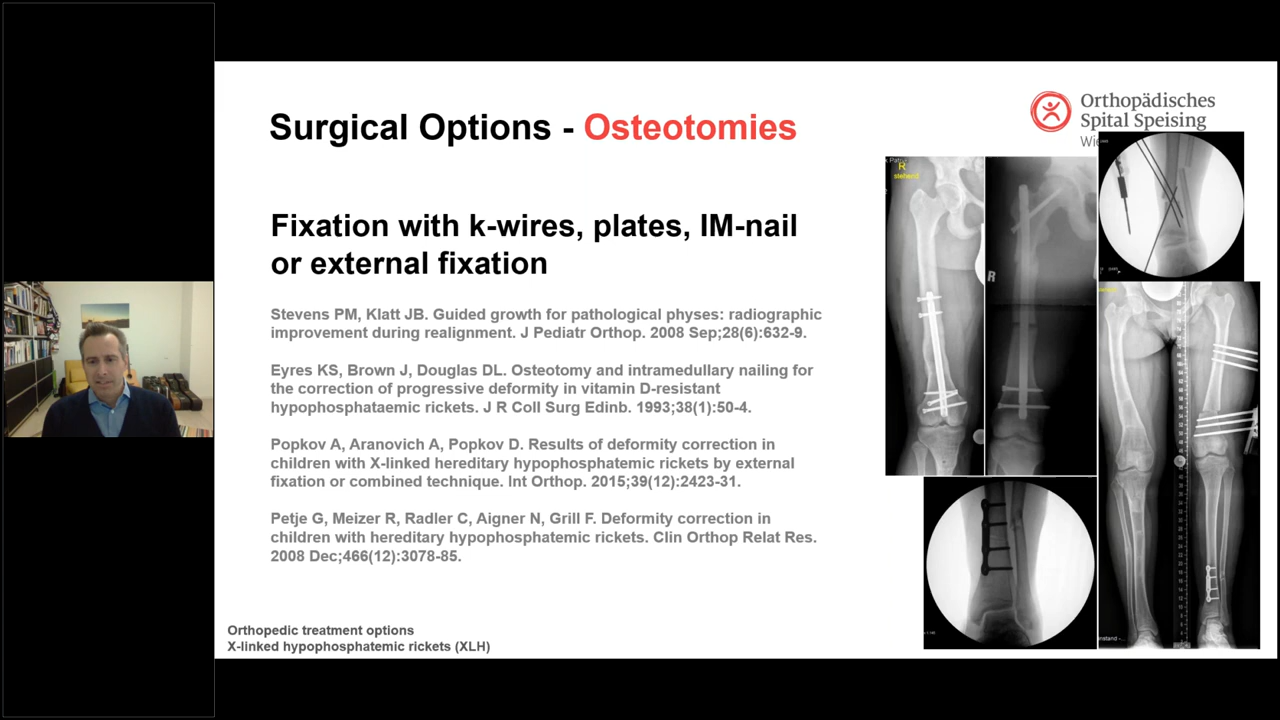 Surgical Options - Osteotomies
Orthopädisches
Spital Speising
Fixation with k-wires, plates, IM-nail
or external fixation
Stevens PM, Klatt JB. Guided growth for pathological physes: radiographic
improvement during realignment. J Pediatr Orthop. 2008 Sep;28(6):632-9.
Eyres KS, Brown J, Douglas DL. Osteotomy and intramedullary nailing for
the correction of progressive deformity in vitamin D-resistant
hypophosphataemic rickets. J R Coll Surg Edinb. 1993;38(1):50-4.
Popkov A, Aranovich A, Popkov D. Results of deformity correction in
children with X-linked hereditary hypophosphatemic rickets by external
fixation or combined technique. Int Orthop. 2015;39(12):2423-31.
Petje G, Meizer R, Radler C, Aigner N, Grill F. Deformity correction in
children with hereditary hypophosphatemic rickets. Clin Orthop Relat Res.
2008 Dec;466(12):3078-85.
R
stehend
R
Orthopedic treatment options
X-linked hypophosphatemic rickets (XLH)